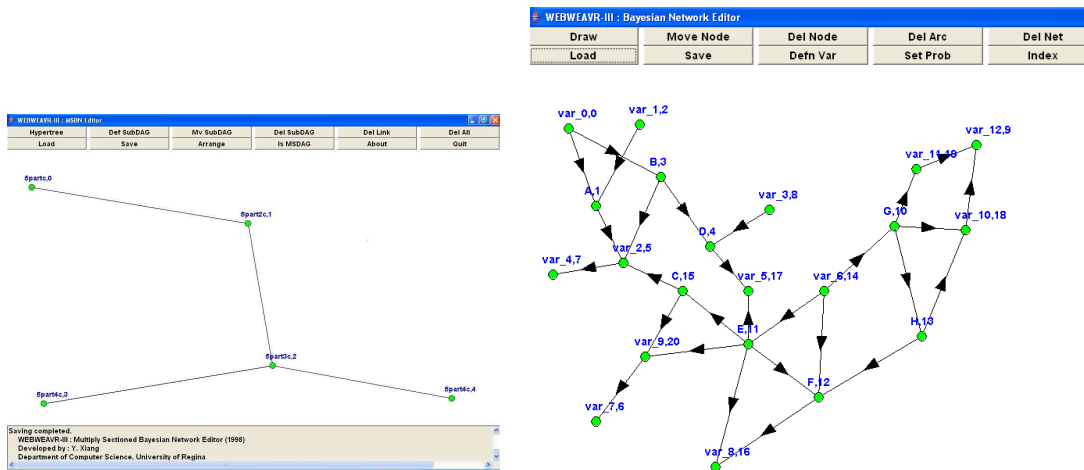 WEBWEAVR-III : MSBN Editor
Hypertree Def SubDAG Mv SubDAG Del SubDAG Del Link Del All
Load Save Arrange Is MSDAG About Quit
5partc,0
5part2c,1
5part3c,2
5part4c,3
5part4c,4
Saving completed.
WEBWEAVR-III : Multiply Sectioned Bayesian Network Editor (1998)
Developed by : Y. Xiang
Department of Computer Science, University of Regina
WEBWEAVR-III : Bayesian Network Editor
Draw Move Node Del Node Del Arc Del Net
Load Save Defn Var Set Prob Index
var_0,0
var_1,2
var_12,9
var_11,19
B,3
A,1
var_3,8
G,10
var_10,18
D,4
var_2,5
var_4,7
C,15
var_5,17
var_6,14
H,13
E,11
var_9,20
F,12
var_7,6
var_8,16